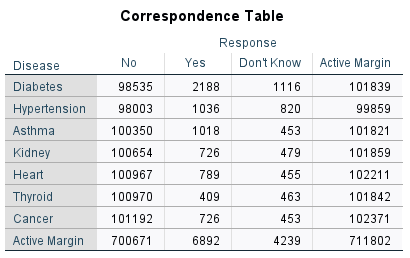 Correspondence Table
Response
Disease No Yes Don't Know Active Margin
Diabetes 98535 2188 1116 101839
Hypertension 98003 1036 820 99859
Asthma 100350 1018 453 101821
Kidney 100654 726 479 101859
Heart 100967 789 455 102211
Thyroid 100970 409 463 101842
Cancer 101192 726 453 102371
Active Margin 700671 6892 4239 711802